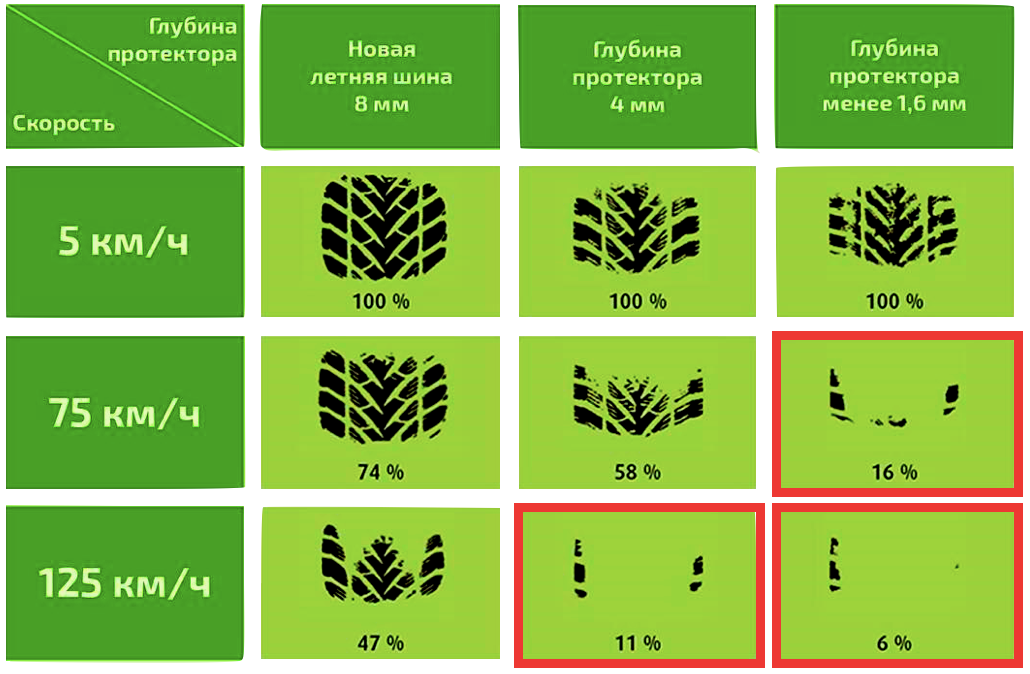 Глубина
протектора
Скорость
Новая
летняя шина
8 мм
Глубина
протектора
4 мм
Глубина
протектора
менее 1,6 мм
5 км/ч
100 %
100 %
100 %
75 км/ч
74 %
58 %
16 %
125 км/ч
47 %
11 %
6 %